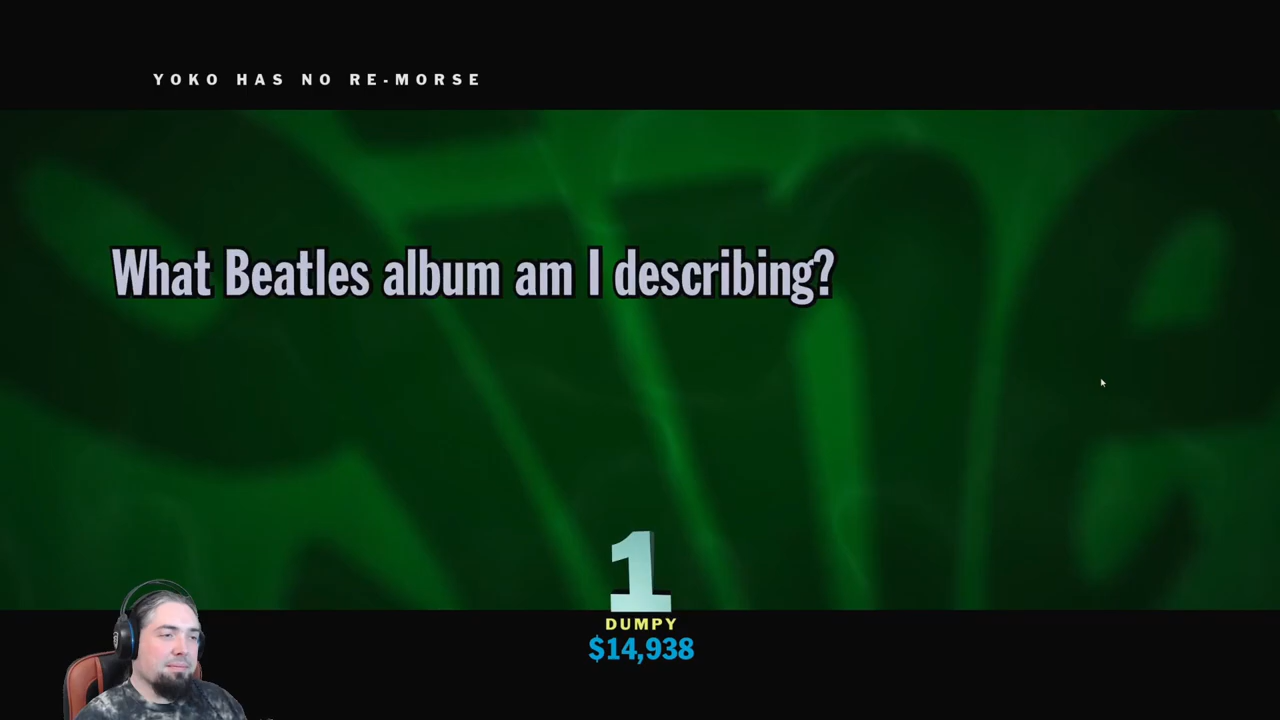 YOKO HAS NO RE-MORSE
What Beatles album am I describing?
1
DUMPY
$14,938